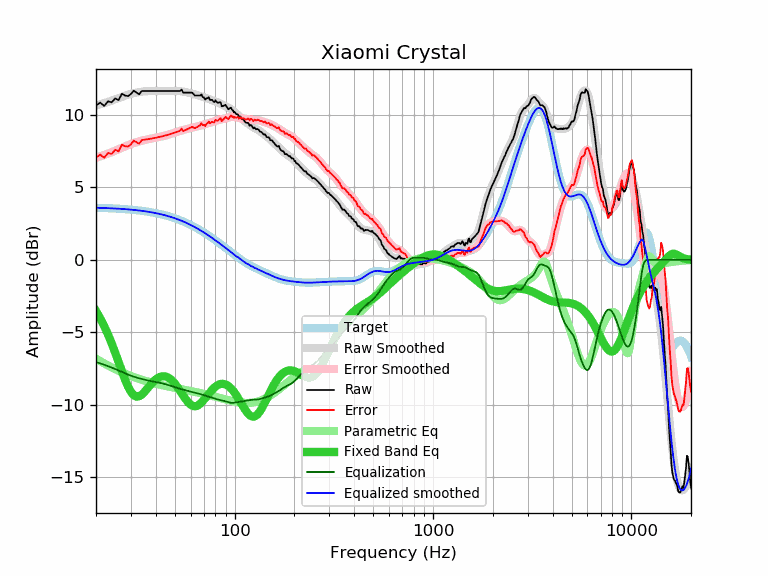 Xiaomi Crystal
Amplitude (dBr)
10
5
0
−5
−10
−15
Target
Raw Smoothed
Error Smoothed
Raw
Error
Parametric Eq
Fixed Band Eq
Equalization
Equalized smoothed
100
1000
10000
Frequency (Hz)